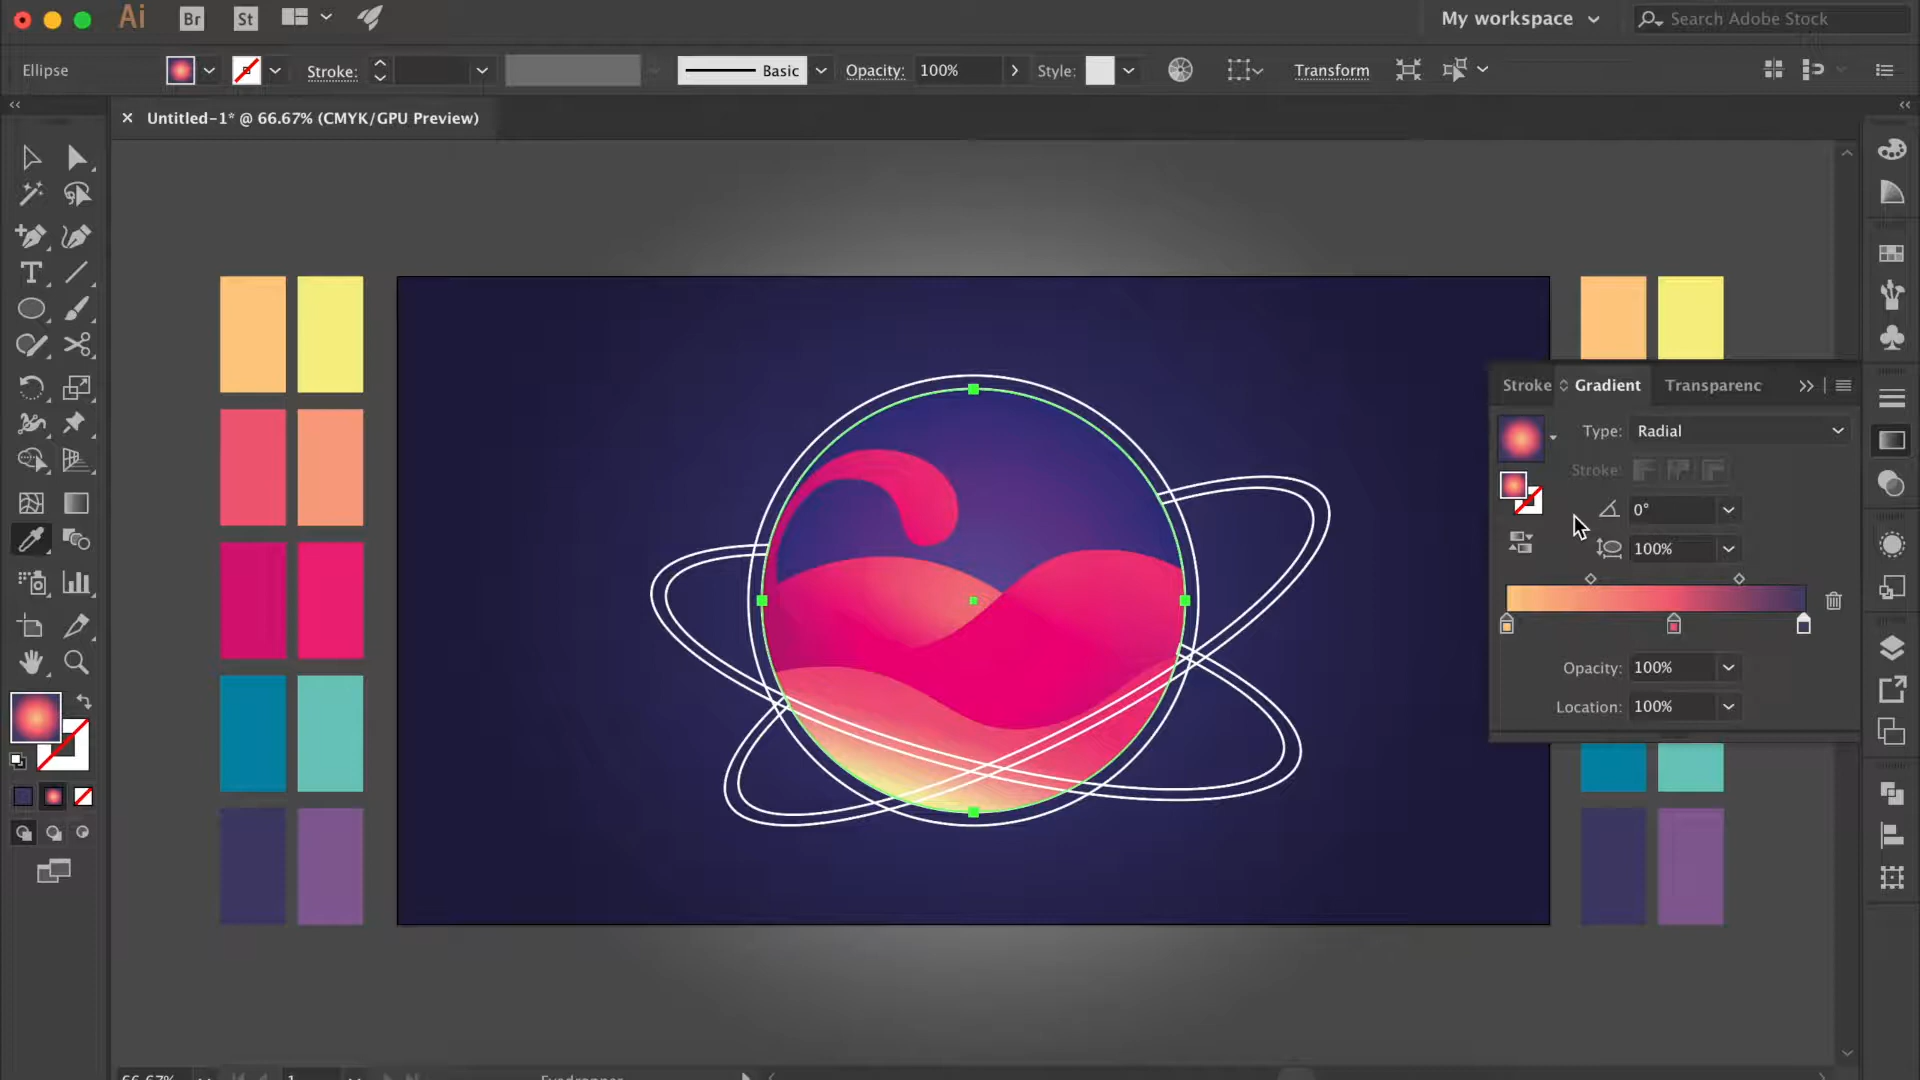 Ai Br St My workspace Search Adobe Stock
Ellipse Stroke: Basic Opacity: 100% Style: Transform
× Untitled-1* @ 66.67% (CMYK/GPU Preview)
Stroke Gradient Transparenc
Type: Radial
Stroke:
0°
100%
Opacity: 100%
Location: 100%
66.67% 1 Eyedropper